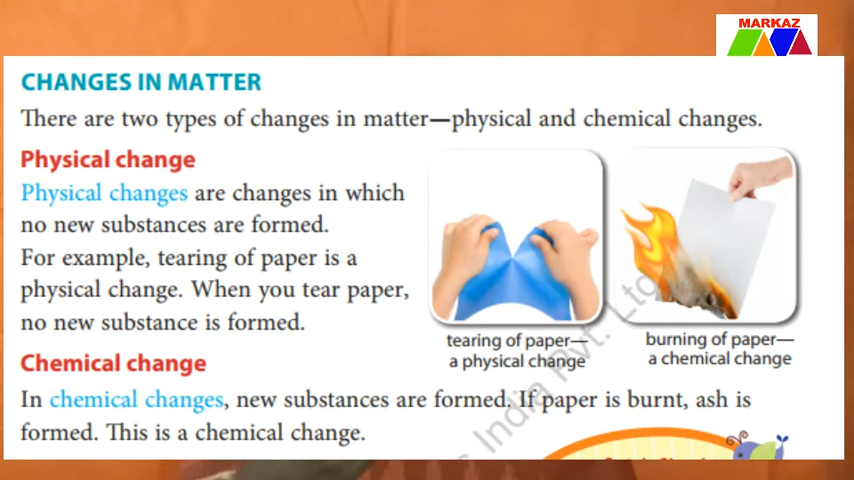 MARKAZ
CHANGES IN MATTER
There are two types of changes in matter—physical and chemical changes.
Physical change
Physical changes are changes in which
no new substances are formed.
For example, tearing of paper is a
physical change. When you tear paper,
no new substance is formed.
tearing of paper—
a physical change
burning of paper—
a chemical change
Chemical change
In chemical changes, new substances are formed. If paper is burnt, ash is
formed. This is a chemical change.
India Pvt. Ltd